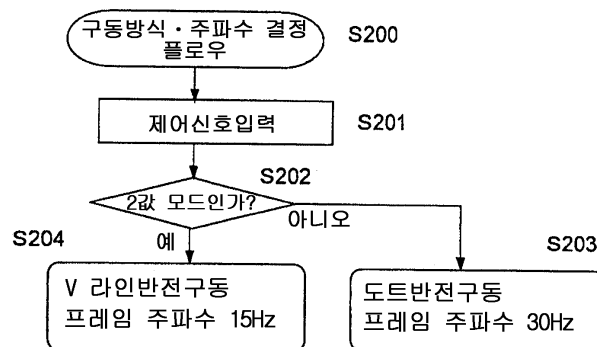 구동방식·주파수 결정
플로우
S200
제어신호입력
S201
S202
2값 모드인가?
아니오
예
S204
S203
V 라인반전구동
프레임 주파수 15Hz
도트반전구동
프레임 주파수 30Hz